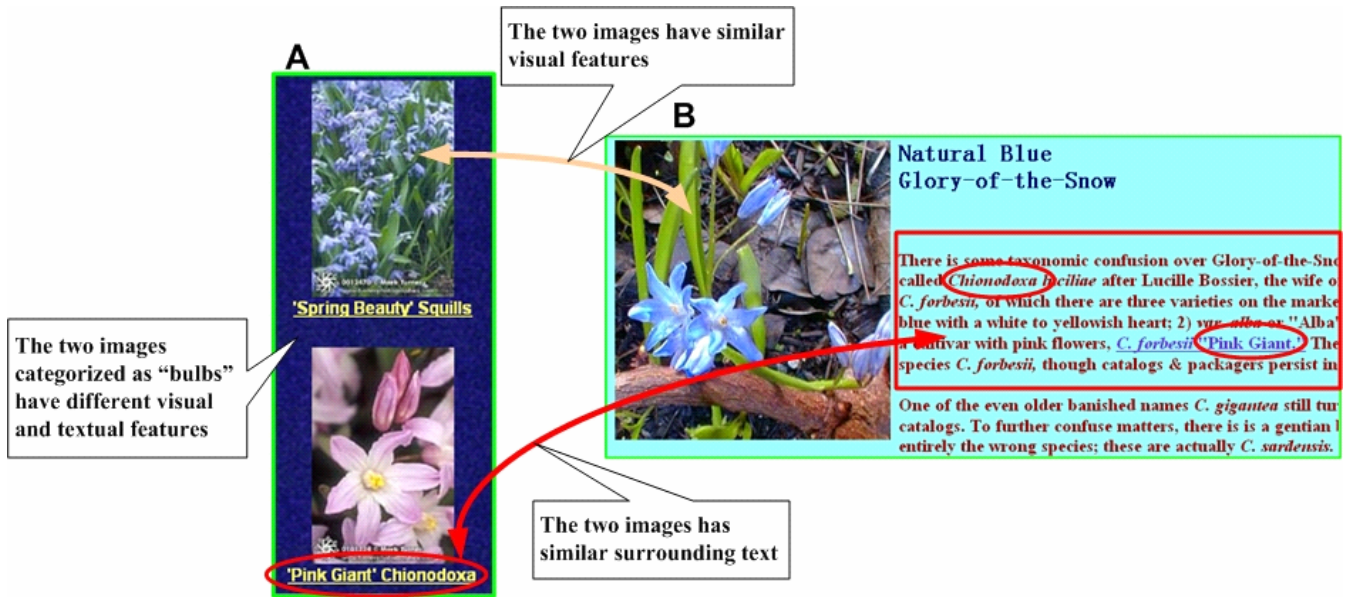 The two images have similar
visual features
A
B
'Spring Beauty' Squills
The two images
categorized as “bulbs”
have different visual
and textual features
'Pink Giant' Chionodoxa
Natural Blue
Glory-of-the-Snow
There is some taxonomic confusion over Glory-of-the-Sno
called Chionodoxa luciliae after Lucille Bossier, the wife o
C. forbesii, of which there are three varieties on the marke
blue with a white to yellowish heart; 2) var. alba or "Alba"
a cultivar with pink flowers, C. forbesii "Pink Giant." The
species C. forbesii, though catalogs & packagers persist in
One of the even older banished names C. gigantea still tur
catalogs. To further confuse matters, there is is a gentian
entirely the wrong species; these are actually C. sardensis.
The two images has
similar surrounding text